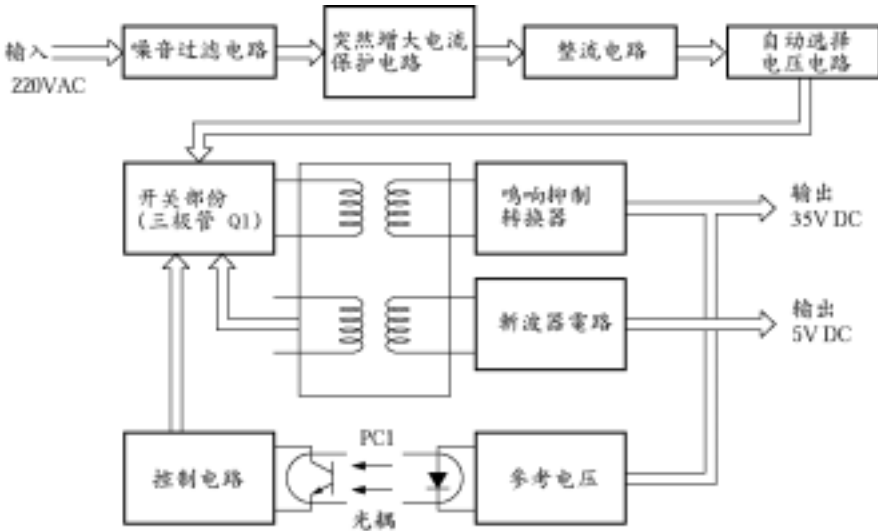 输入
220VAC
噪音过滤电路
突然增大电流
保护电路
整流电路
自动选择
电压电路
开关部份
(三极管 Q1)
鸣响抑制
转换器
输出
35V DC
斩波器電路
输出
5V DC
控制电路
PC1
光耦
参考电压